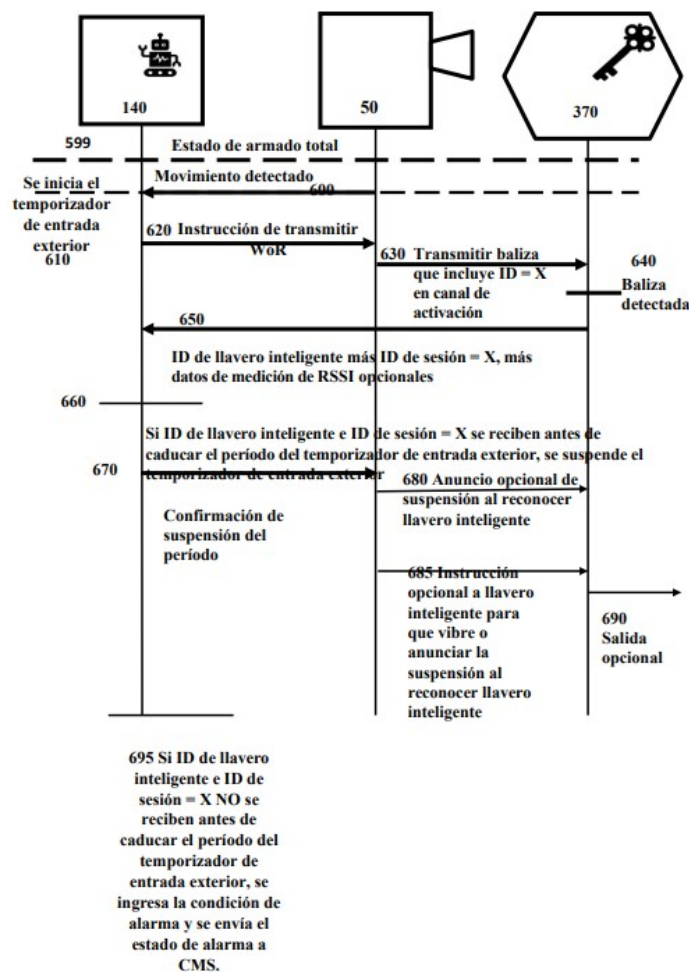 140
50
370
599
Estado de armado total
Movimiento detectado
600
Se inicia el
temporizador
de entrada
exterior
610
620 Instrucción de transmitir
WoR
630 Transmitir baliza
que incluye ID = X
en canal de
activación
640
Baliza
detectada
650
ID de llavero inteligente más ID de sesión = X, más
datos de medición de RSSI opcionales
660
Si ID de llavero inteligente e ID de sesión = X se reciben antes de
caducar el período del temporizador de entrada exterior, se suspende el
temporizador de entrada exterior
670
680 Anuncio opcional de
suspensión al reconocer
llavero inteligente
Confirmación de
suspensión del
período
685 Instrucción
opcional a llavero
inteligente para
que vibre o
anunciar la
suspensión al
reconocer llavero
inteligente
690
Salida
opcional
695 Si ID de llavero
inteligente e ID de
sesión = X NO se
reciben antes de
caducar el período del
temporizador de
entrada exterior, se
ingresa la condición de
alarma y se envía el
estado de alarma a
CMS.